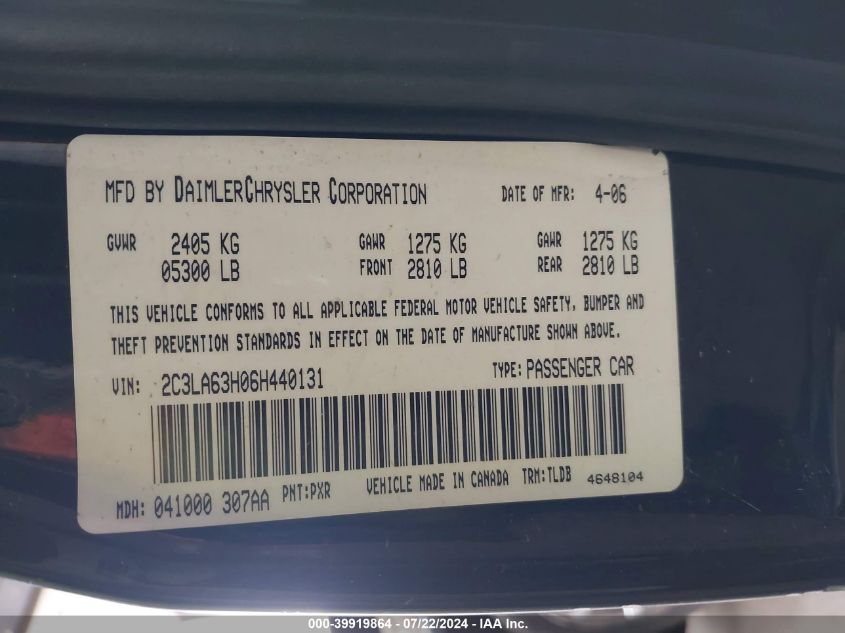 MFD BY DAIMLERCHRYSLER CORPORATION DATE OF MFR: 4-06
GVWR 2405 KG GAWR 1275 KG GAWR 1275 KG
05300 LB FRONT 2810 LB REAR 2810 LB
THIS VEHICLE CONFORMS TO ALL APPLICABLE FEDERAL MOTOR VEHICLE SAFETY, BUMPER AND
THEFT PREVENTION STANDARDS IN EFFECT ON THE DATE OF MANUFACTURE SHOWN ABOVE.
VIN: 2C3LA63H06H440131 TYPE: PASSENGER CAR
MDH: 041000 307AA PNT:PXR VEHICLE MADE IN CANADA TRM:TLDB 4648104
000-39919864 - 07/22/2024 - IAA Inc.